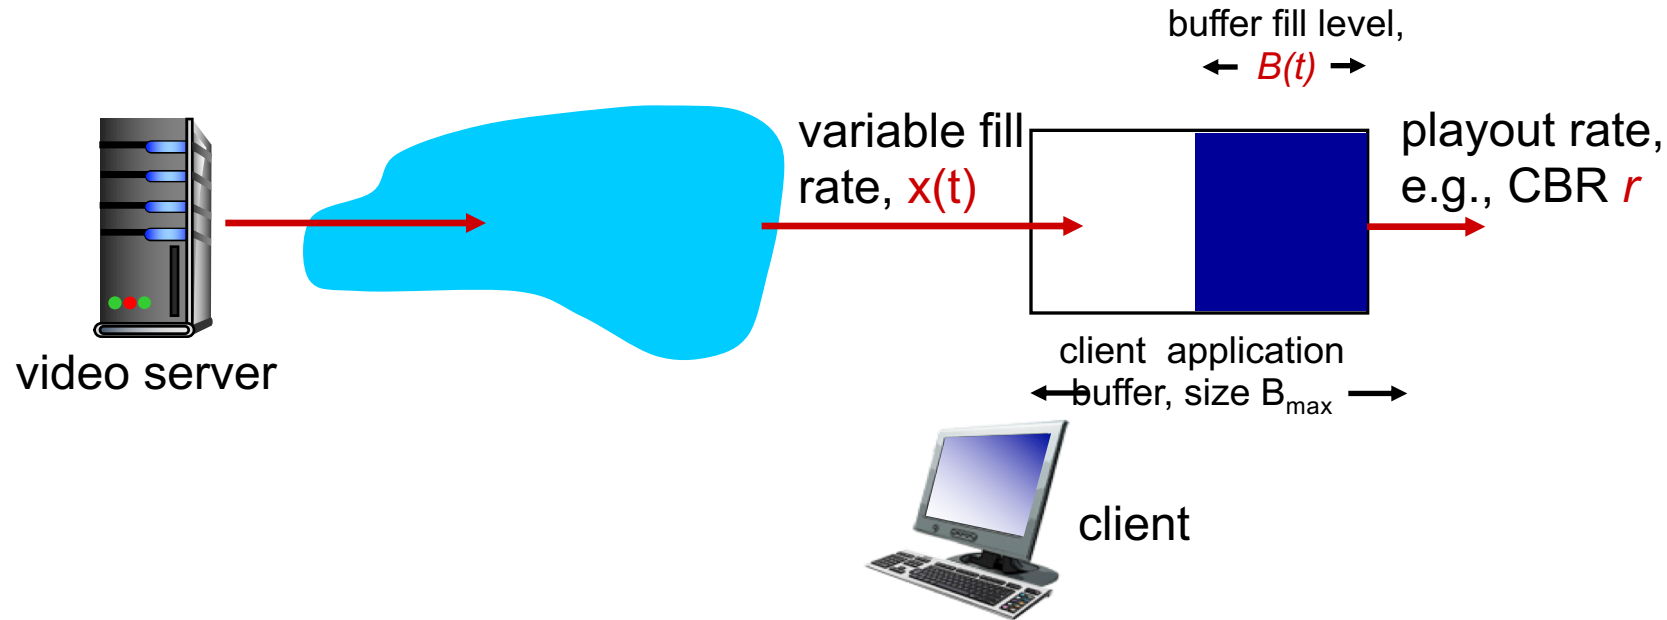 buffer fill level,
B(t)
variable fill
rate, x(t)
playout rate,
e.g., CBR r
video server
client application
buffer, size Bmax
client